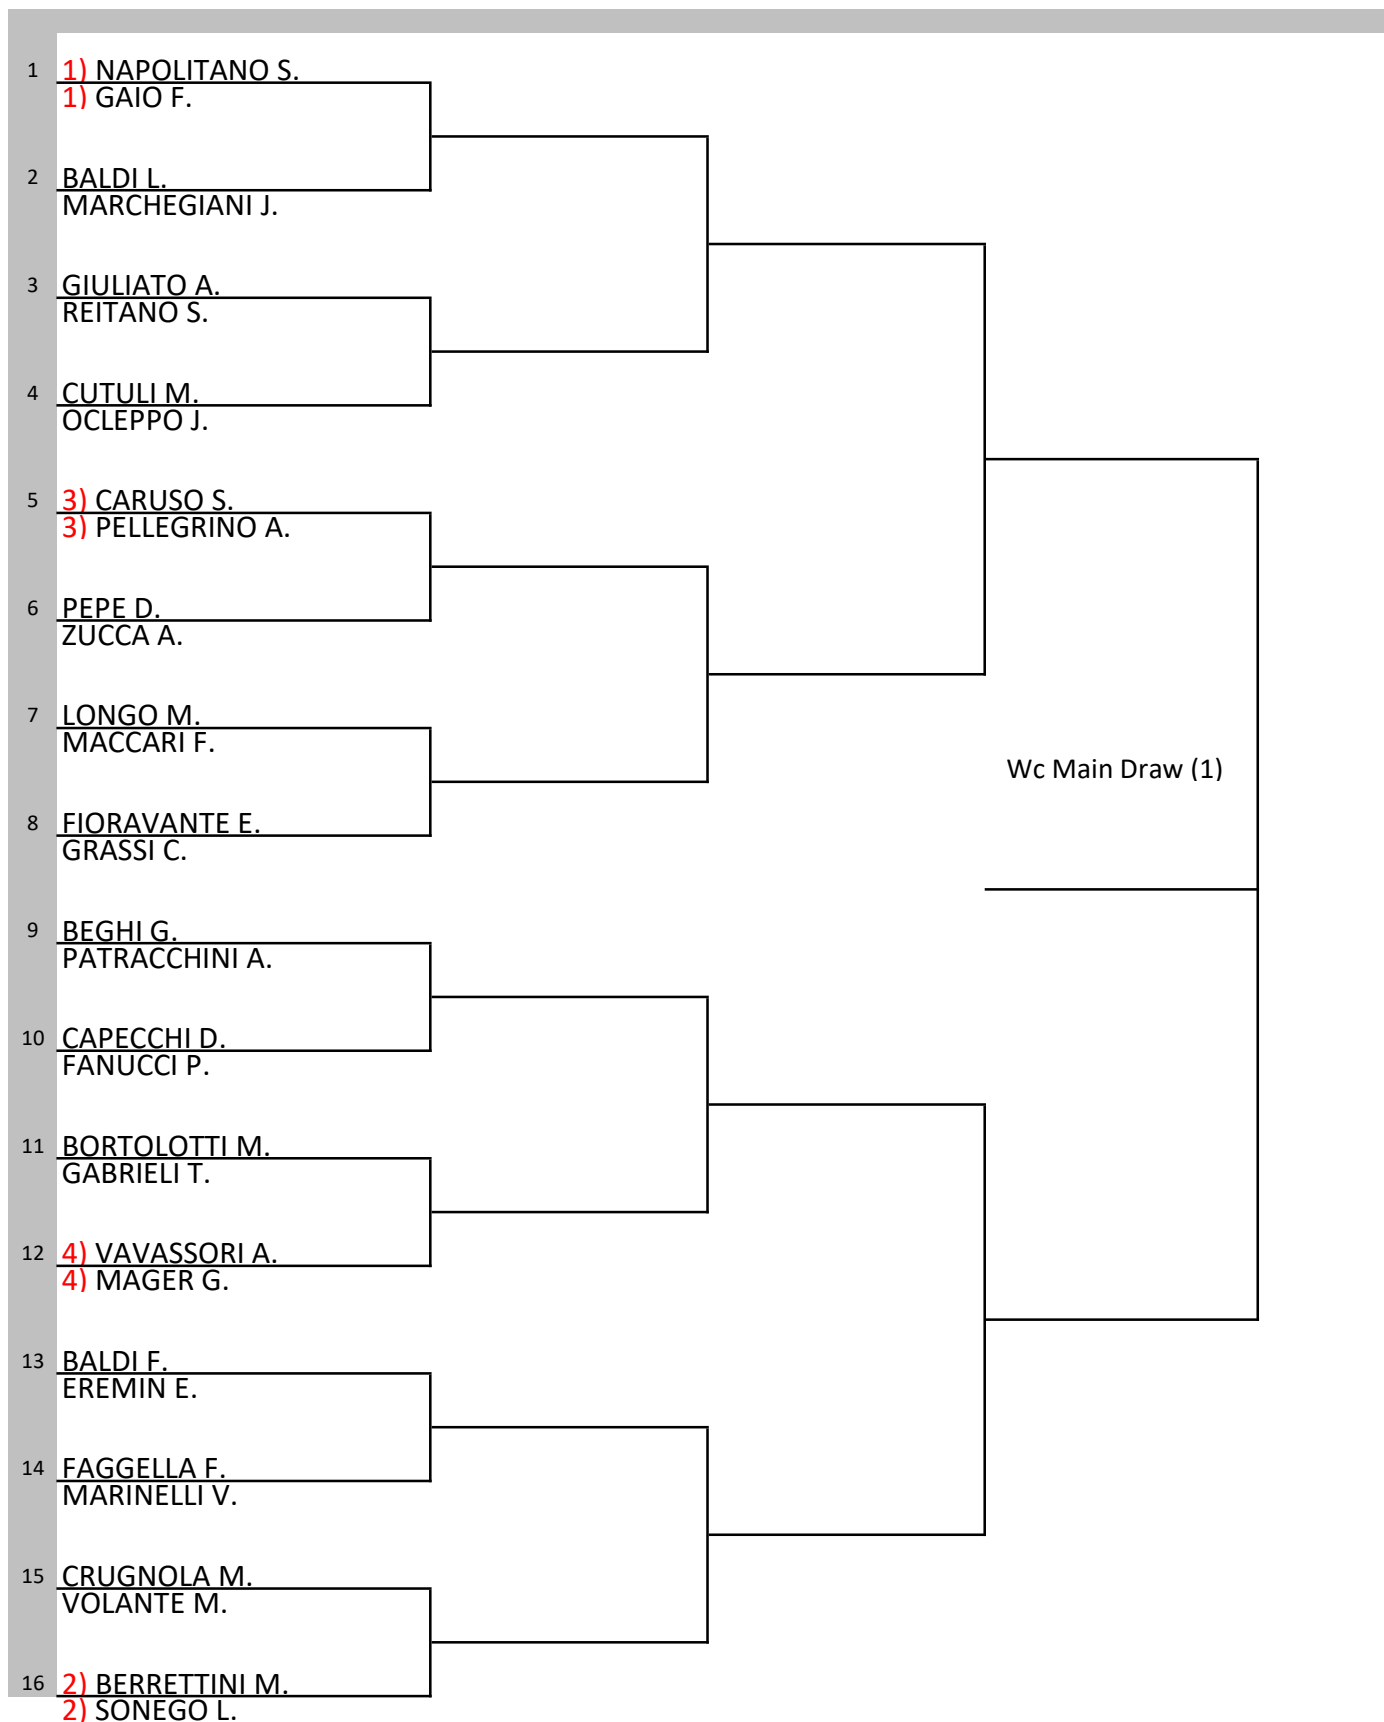 1 1) NAPOLITANO S.
1) GAIO F.
2 BALDI L.
MARCHEGIANI J.
3 GIULIATO A.
REITANO S.
4 CUTULI M.
OCLEPPO J.
5 3) CARUSO S.
3) PELLEGRINO A.
6 PEPE D.
ZUCCA A.
7 LONGO M.
MACCARI F.
Wc Main Draw (1)
8 FIORAVANTE E.
GRASSI C.
9 BEGHI G.
PATRACCHINI A.
10 CAPECCHI D.
FANUCCI P.
11 BORTOLOTTI M.
GABRIELI T.
12 4) VAVASSORI A.
4) MAGER G.
13 BALDI F.
EREMIN E.
14 FAGGELLA F.
MARINELLI V.
15 CRUGNOLA M.
VOLANTE M.
16 2) BERRETTINI M.
2) SONEGO L.